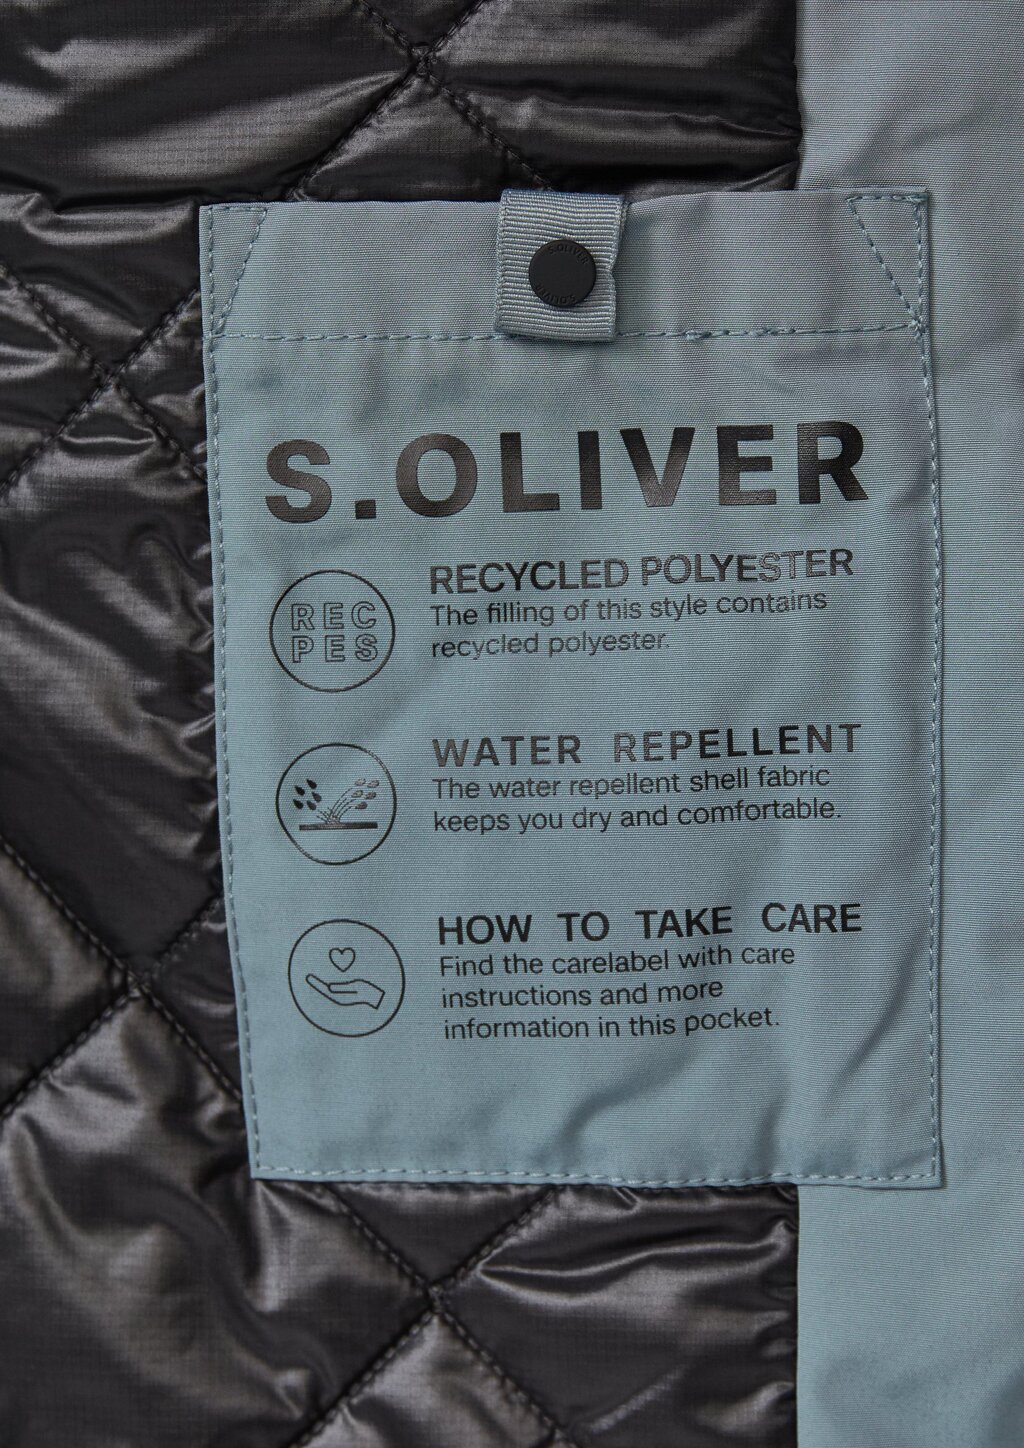 S.OLIVER
S.OLIVER
S.OLIVER
RECYCLED POLYESTER
The filling of this style contains
recycled polyester.
REC
PES
WATER REPELLENT
The water repellent shell fabric
keeps you dry and comfortable.
HOW TO TAKE CARE
Find the carelabel with care
instructions and more
information in this pocket.